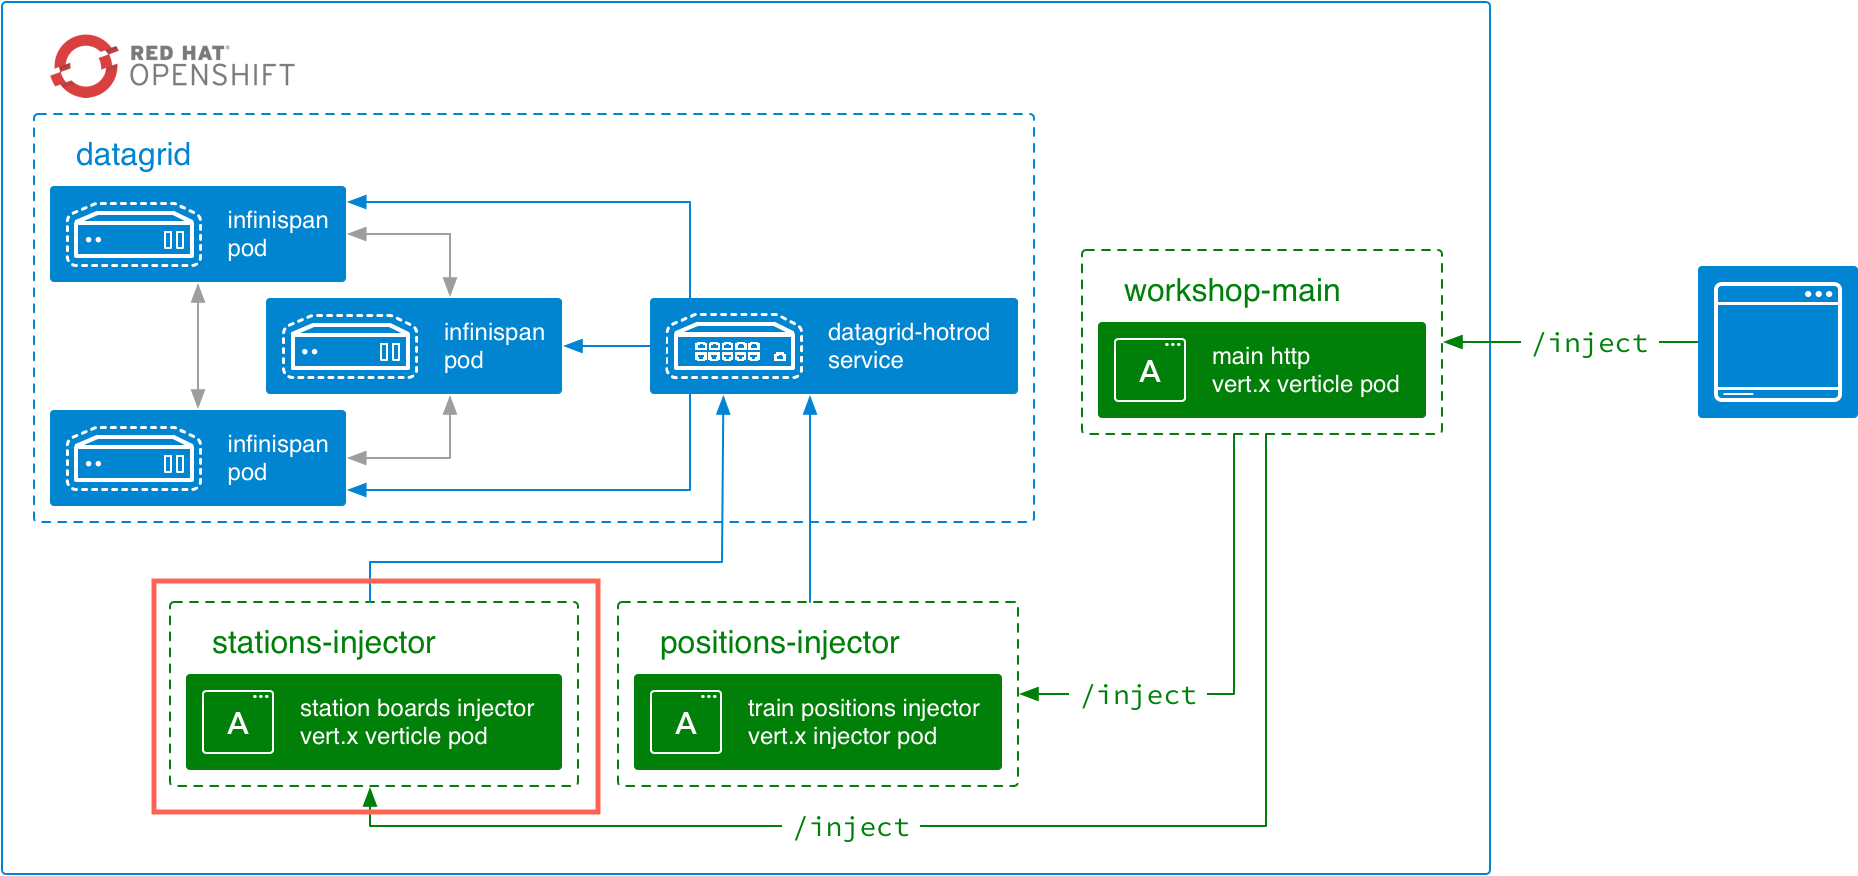 RED HAT®
OPENSHIFT
datagrid
infinispan
pod
infinispan
pod
datagrid-hotrod
service
infinispan
pod
workshop-main
A
main http
vert.x verticle pod
/inject
stations-injector
A
station boards injector
vert.x verticle pod
positions-injector
A
train positions injector
vert.x injector pod
/inject
/inject